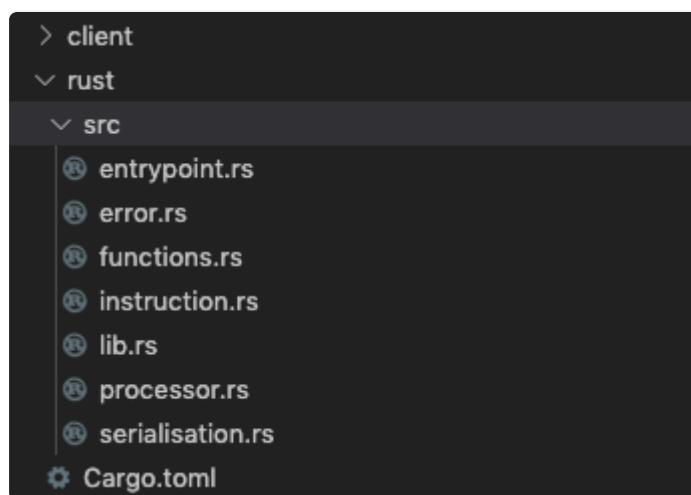 client
rust
src
entrypoint.rs
error.rs
functions.rs
instruction.rs
lib.rs
processor.rs
serialisation.rs
Cargo.toml